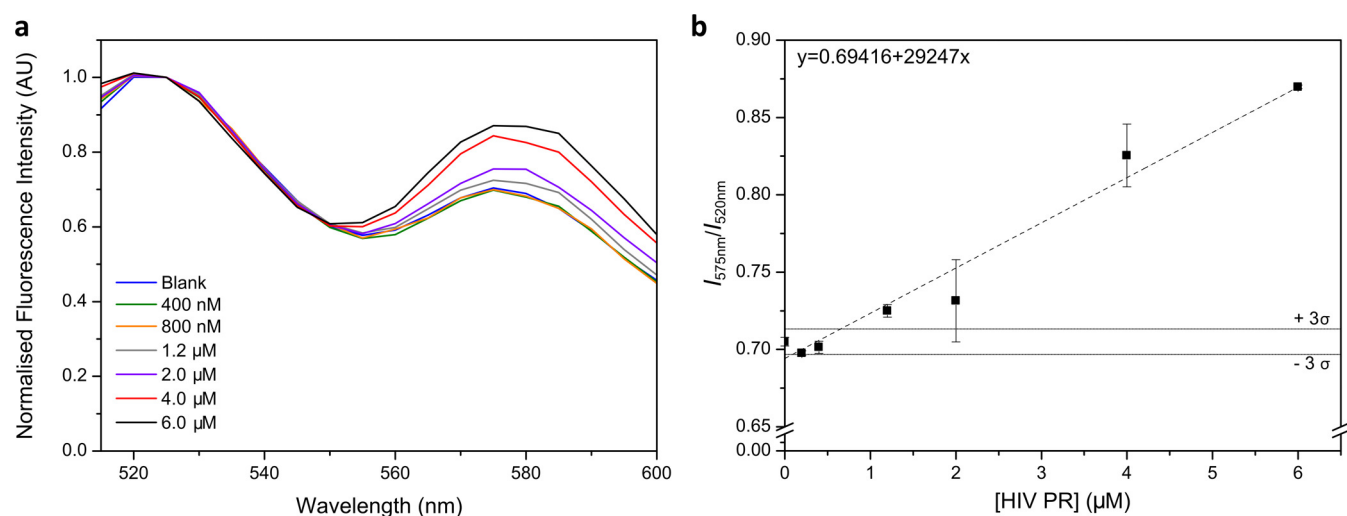 a
Normalised Fluorescence Intensity (AU)
1.0
0.8
0.6
0.4
0.2
0.0
Blank
400 nM
800 nM
1.2 µM
2.0 µM
4.0 µM
6.0 µM
520 540 560 580 600
Wavelength (nm)
b
y=0.69416+29247x
I575nm/I520nm
0.90
0.85
0.80
0.75
0.70
0.65
0.00
+ 3σ
- 3 σ
0 1 2 3 4 5 6
[HIV PR] (µM)